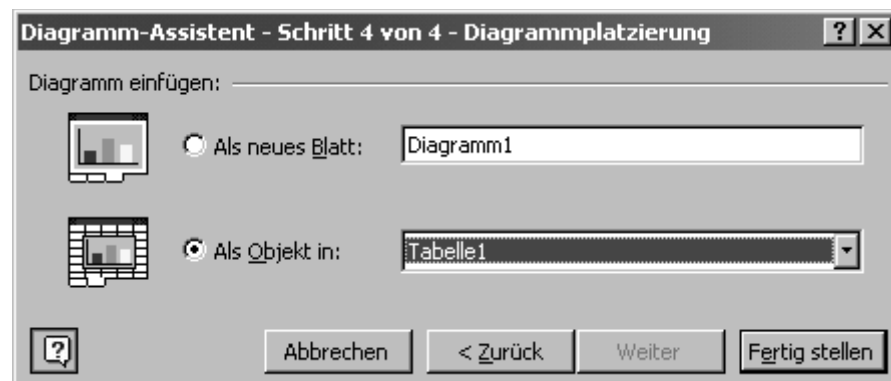 Diagramm-Assistent - Schritt 4 von 4 - Diagrammplatzierung
Diagramm einfügen:
Als neues Blatt: Diagramm1
Als Objekt in: Tabelle1
Abbrechen < Zurück Weiter Fertig stellen